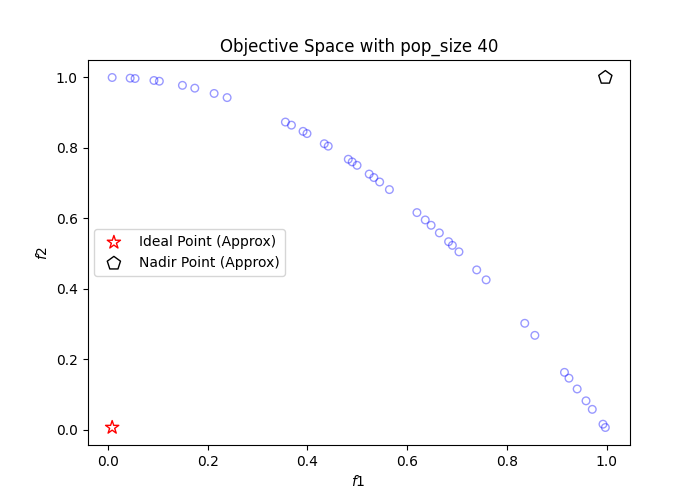 Objective Space with pop_size 40
1.0
0.8
0.6
0.4
0.2
0.0
f2
Ideal Point (Approx)
Nadir Point (Approx)
0.0 0.2 0.4 0.6 0.8 1.0
f1